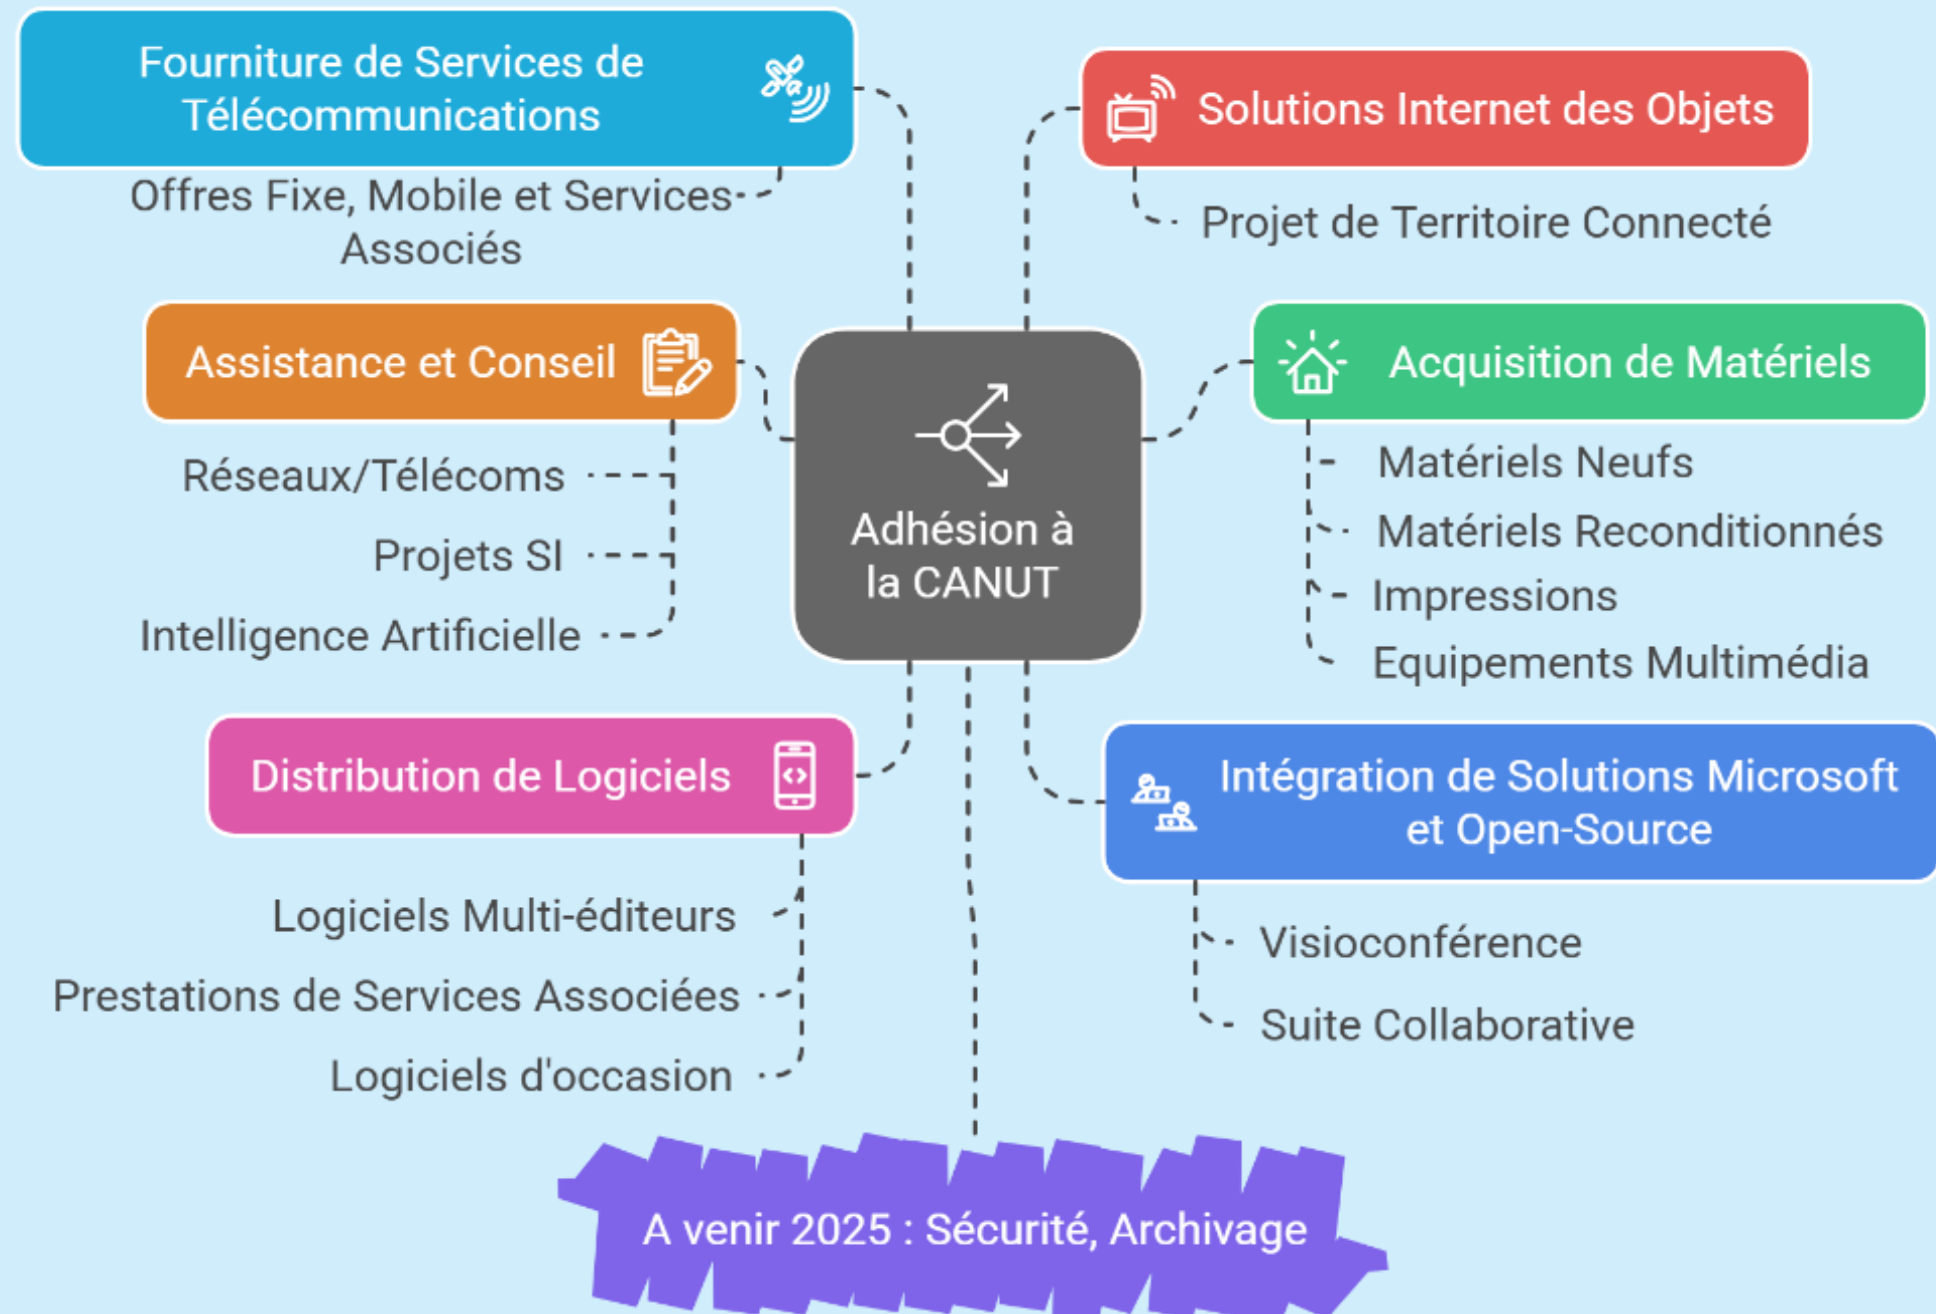 Fourniture de Services de
Télécommunications
Offres Fixe, Mobile et Services
Associés
Solutions Internet des Objets
Projet de Territoire Connecté
Assistance et Conseil
Réseaux/Télécoms
Projets SI
Intelligence Artificielle
Adhésion à
la CANUT
Acquisition de Matériels
Matériels Neufs
Matériels Reconditionnés
Impressions
Equipements Multimédia
Distribution de Logiciels
Logiciels Multi-éditeurs
Prestations de Services Associées
Logiciels d'occasion
Intégration de Solutions Microsoft
et Open-Source
Visioconférence
Suite Collaborative
A venir 2025 : Sécurité, Archivage